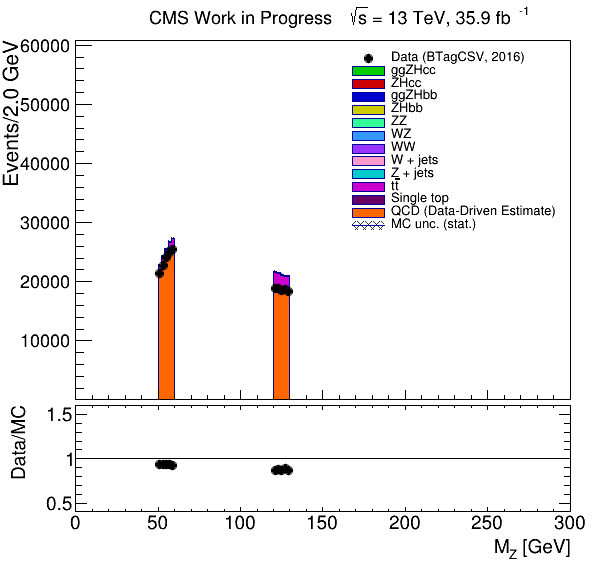 CMS Work in Progress √s = 13 TeV, 35.9 fb⁻¹
Events/2.0 GeV
60000
50000
40000
30000
20000
10000
Data (BTagCSV, 2016)
ggZHcc
ZHcc
ggZHbb
ZHbb
ZZ
WZ
WW
W + jets
Z + jets
tt̅
Single top
QCD (Data-Driven Estimate)
MC unc. (stat.)
Data/MC
1.5
1
0.5
0 50 100 150 200 250 300
M_Z [GeV]